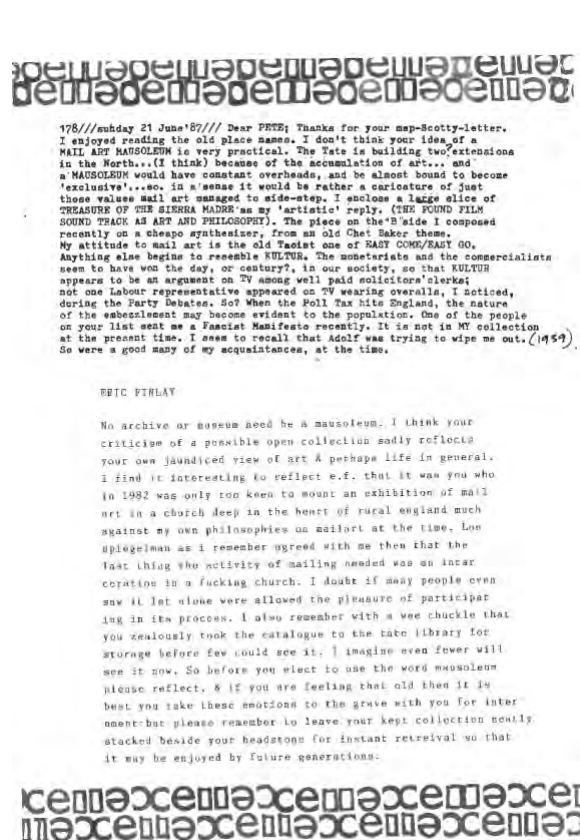 178///sunday 21 June'87/// Dear PETE; Thanks for your map-Scotty-letter.
I enjoyed reading the old place names. I don't think your idea of a
MAIL ART MAUSOLEUM is very practical. The Tate is building two? extensions
in the North...(I think) because of the accumulation of art... and
a MAUSOLEUM would have constant overheads, and be almost bound to become
'exclusive'...so. in a sense it would be rather a caricature of just
those values mail art managed to side-step. I enclose a large slice of
TREASURE OF THE SIERRA MADRE as my 'artistic' reply. (THE FOUND FILM
SOUND TRACK AS ART AND PHILOSOPHY). The piece on the B side I composed
recently on a cheapo synthesizer, from an old Chet Baker theme.
My attitude to mail art is the old Taoist one of EASY COME/EASY GO.
Anything else begins to resemble KULTUR. The monetarists and the commercialists
seem to have won the day, or century?, in our society, so that KULTUR
appears to be an argument on TV among well paid solicitors'clerks;
not one Labour representative appeared on TV wearing overalls, I noticed,
during the Party Debates. So? When the Poll Tax hits England, the nature
of the embezzlement may become evident to the population. One of the people
on your list sent me a Fascist Manifesto recently. It is not in MY collection
at the present time. I seem to recall that Adolf was trying to wipe me out. (1939)
So were a good many of my acquaintances, at the time.
ERIC FINLAY
No archive or museum need be a mausoleum. I think your
criticism of a possible open collection sadly reflects
your own jaundiced view of art & perhaps life in general.
I find it interesting to reflect e.f. that it was you who
in 1982 was only too keen to mount an exhibition of mail
art in a church deep in the heart of rural england much
against my own philosophies on mailart at the time. Lon
spiegelman as i remember agreed with me then that the
last thing the activity of mailing needed was an incar
ceration in a fucking church. I doubt if many people even
saw it let alone were allowed the pleasure of participat
ing in its process. I also remember with a wee chuckle that
you zealously took the catalogue to the tate library for
storage before few could see it. I imagine even fewer will
see it now. So before you elect to use the word mausoleum
please reflect. & if you are feeling that old then it is
best you take these emotions to the grave with you for inter
nment but please remember to leave your kept collection neatly
stacked beside your headstone for instant retreival so that
it may be enjoyed by future generations.